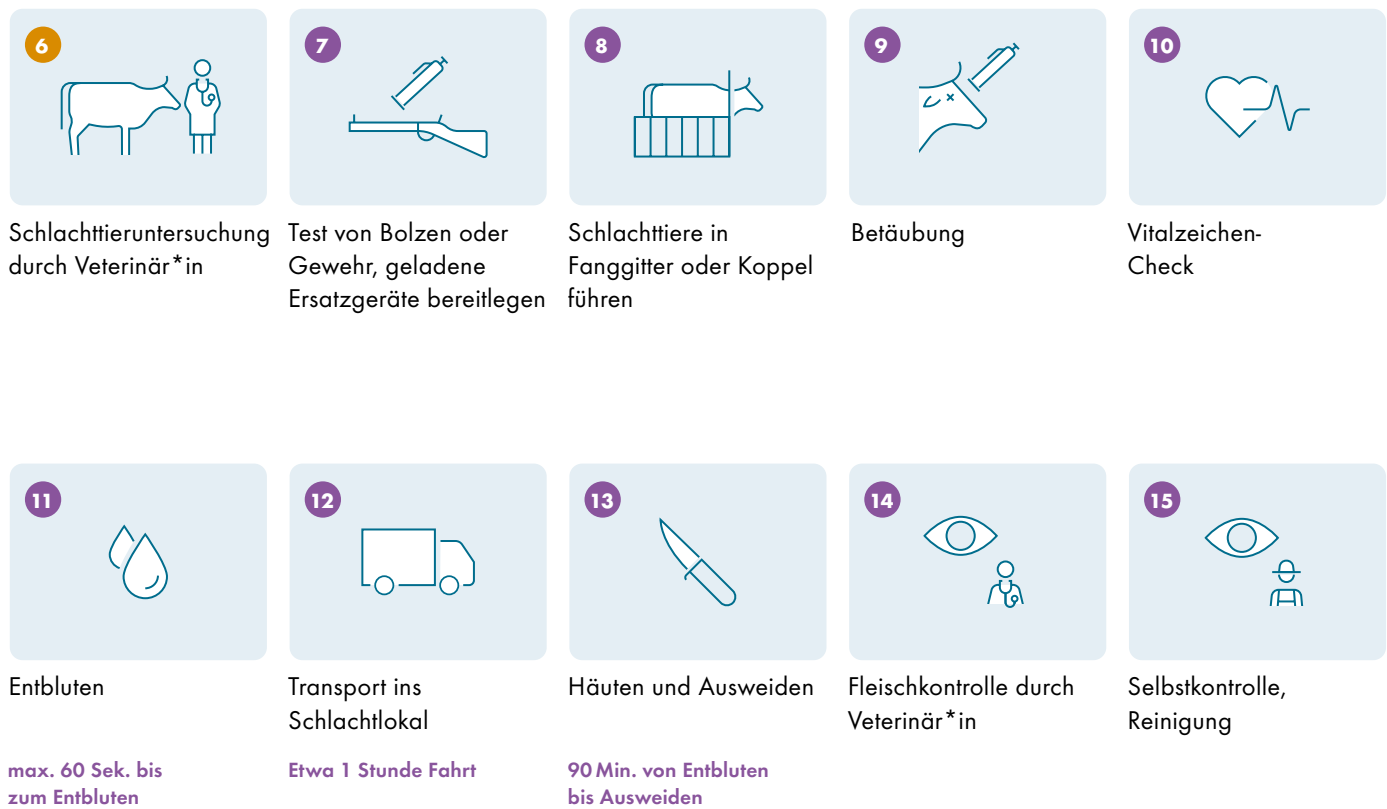 6
Schlachttieruntersuchung
durch Veterinär*in
7
Test von Bolzen oder
Gewehr, geladene
Ersatzgeräte bereitlegen
8
Schlachttiere in
Fanggitter oder Koppel
führen
9
Betäubung
10
Vitalzeichen-
Check
11
Entbluten
max. 60 Sek. bis
zum Entbluten
12
Transport ins
Schlachtlokal
Etwa 1 Stunde Fahrt
13
Häuten und Ausweiden
90 Min. von Entbluten
bis Ausweiden
14
Fleischkontrolle durch
Veterinär*in
15
Selbstkontrolle,
Reinigung